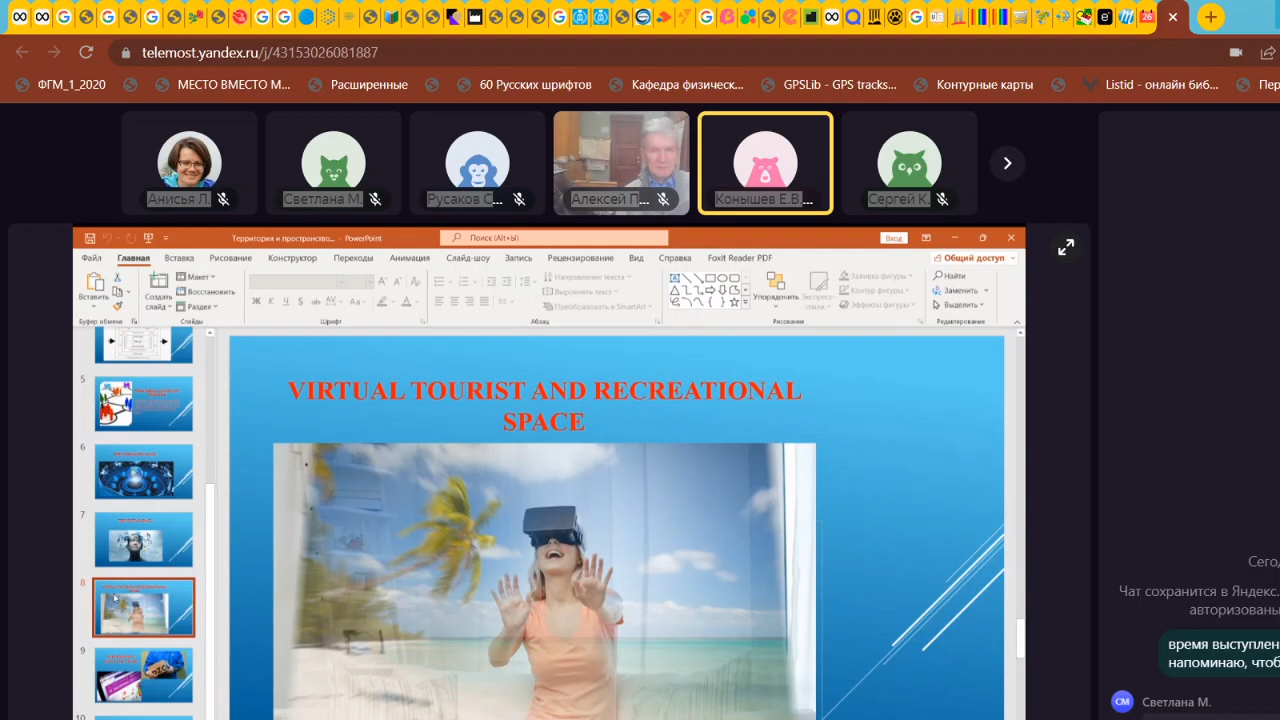 telemost.yandex.ru/j/43153026081887
ФГМ_1_2020
МЕСТО ВМЕСТО М...
Расширенные
60 Русских шрифтов
Кафедра физическ...
GPSLib - GPS tracks...
Контурные карты
Listid - онлайн биб...
Пер
Анисья Л.
Светлана М.
Русаков С...
Алексей П...
Конышев Е.В...
Сергей К.
Территория и пространство... - PowerPoint
Поиск (Alt+Ы)
Вход
Файл
Главная
Вставка
Рисование
Конструктор
Переходы
Анимация
Слайд-шоу
Запись
Рецензирование
Вид
Справка
Foxit Reader PDF
Общий доступ
Вставить
Создать слайд
Макет
Восстановить
Раздел
Направление текста
Выровнять текст
Преобразовать в SmartArt
Упорядочить
Заливка фигуры
Контур фигуры
Эффекты фигуры
Найти
Заменить
Выделить
Буфер обмена
Слайды
Шрифт
Абзац
Рисование
Редактирование
5
6
7
8
9
10
VIRTUAL TOURIST AND RECREATIONAL
SPACE
Сего
Чат сохранится в Яндекс.
авторизованы
время выступлен
напоминаю, чтоб
СМ
Светлана М.